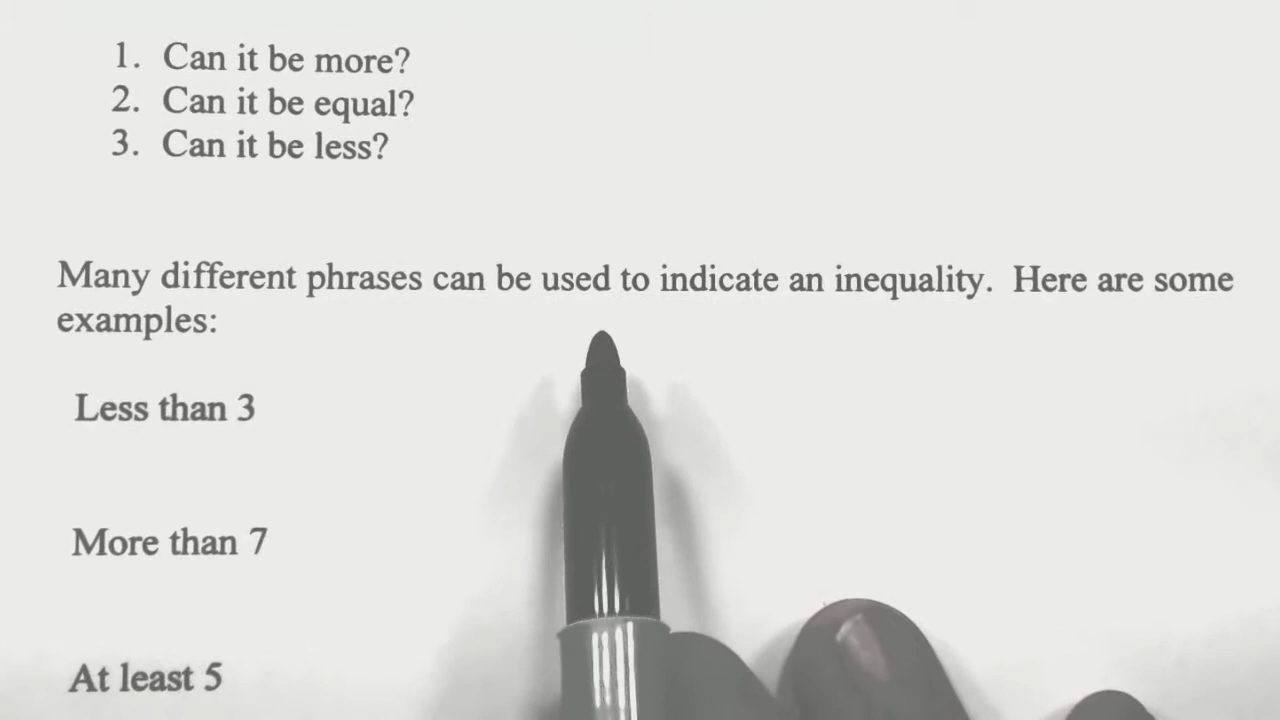 1. Can it be more?
2. Can it be equal?
3. Can it be less?
Many different phrases can be used to indicate an inequality. Here are some
examples:
Less than 3
More than 7
At least 5